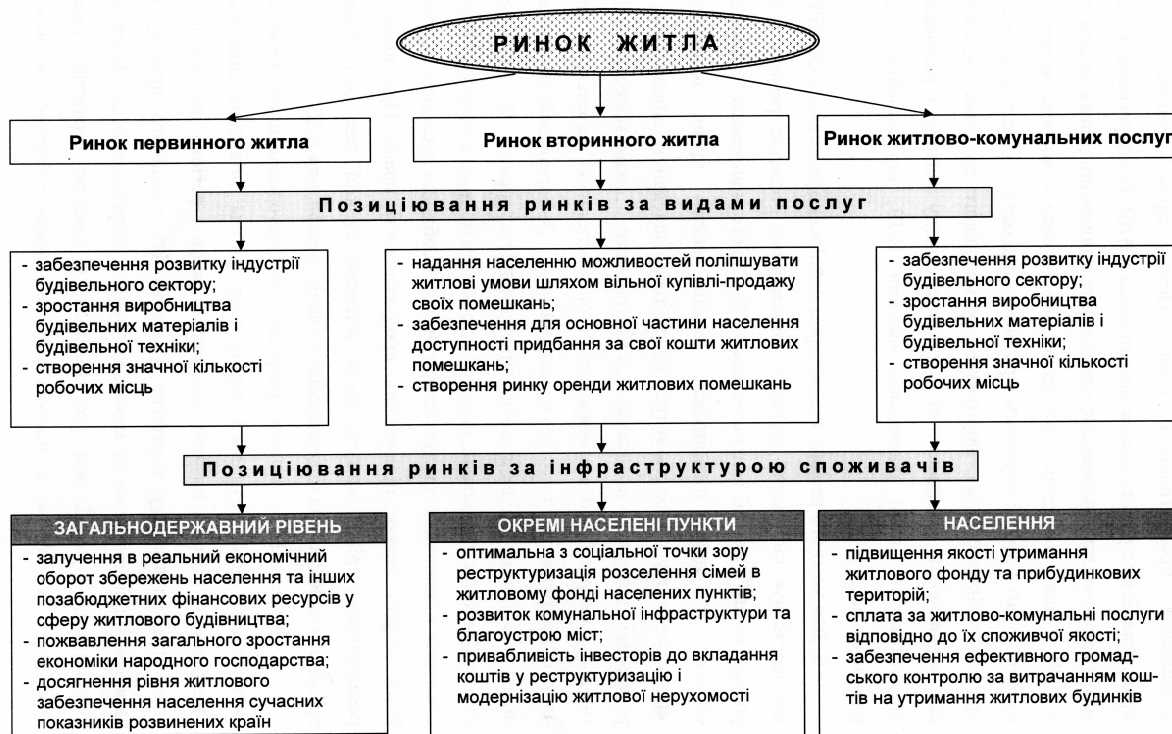 РИНОК ЖИТЛА
Ринок первинного житла
Ринок вторинного житла
Ринок житлово-комунальних послуг
Позиціювання ринків за видами послуг
- забезпечення розвитку індустрії
будівельного сектору;
- зростання виробництва
будівельних матеріалів і
будівельної техніки;
- створення значної кількості
робочих місць
- надання населенню можливостей поліпшувати
житлові умови шляхом вільної купівлі-продажу
своїх помешкань;
- забезпечення для основної частини населення
доступності придбання за свої кошти житлових
помешкань;
- створення ринку оренди житлових помешкань
- забезпечення розвитку індустрії
будівельного сектору;
- зростання виробництва
будівельних матеріалів і
будівельної техніки;
- створення значної кількості
робочих місць
Позиціювання ринків за інфраструктурою споживачів
ЗАГАЛЬНОДЕРЖАВНИЙ РІВЕНЬ
- залучення в реальний економічний
оборот збережень населення та інших
позабюджетних фінансових ресурсів у
сферу житлового будівництва;
- пожвавлення загального зростання
економіки народного господарства;
- досягнення рівня житлового
забезпечення населення сучасних
показників розвинених країн
ОКРЕМІ НАСЕЛЕНІ ПУНКТИ
- оптимальна з соціальної точки зору
реструктуризація розселення сімей в
житловому фонді населених пунктів;
- розвиток комунальної інфраструктури та
благоустрою міст;
- привабливість інвесторів до вкладання
коштів у реструктуризацію і
модернізацію житлової нерухомості
НАСЕЛЕННЯ
- підвищення якості утримання
житлового фонду та прибудинкових
територій;
- сплата за житлово-комунальні послуги
відповідно до їх споживчої якості;
- забезпечення ефективного громад-
ського контролю за витрачанням кош-
тів на утримання житлових будинків